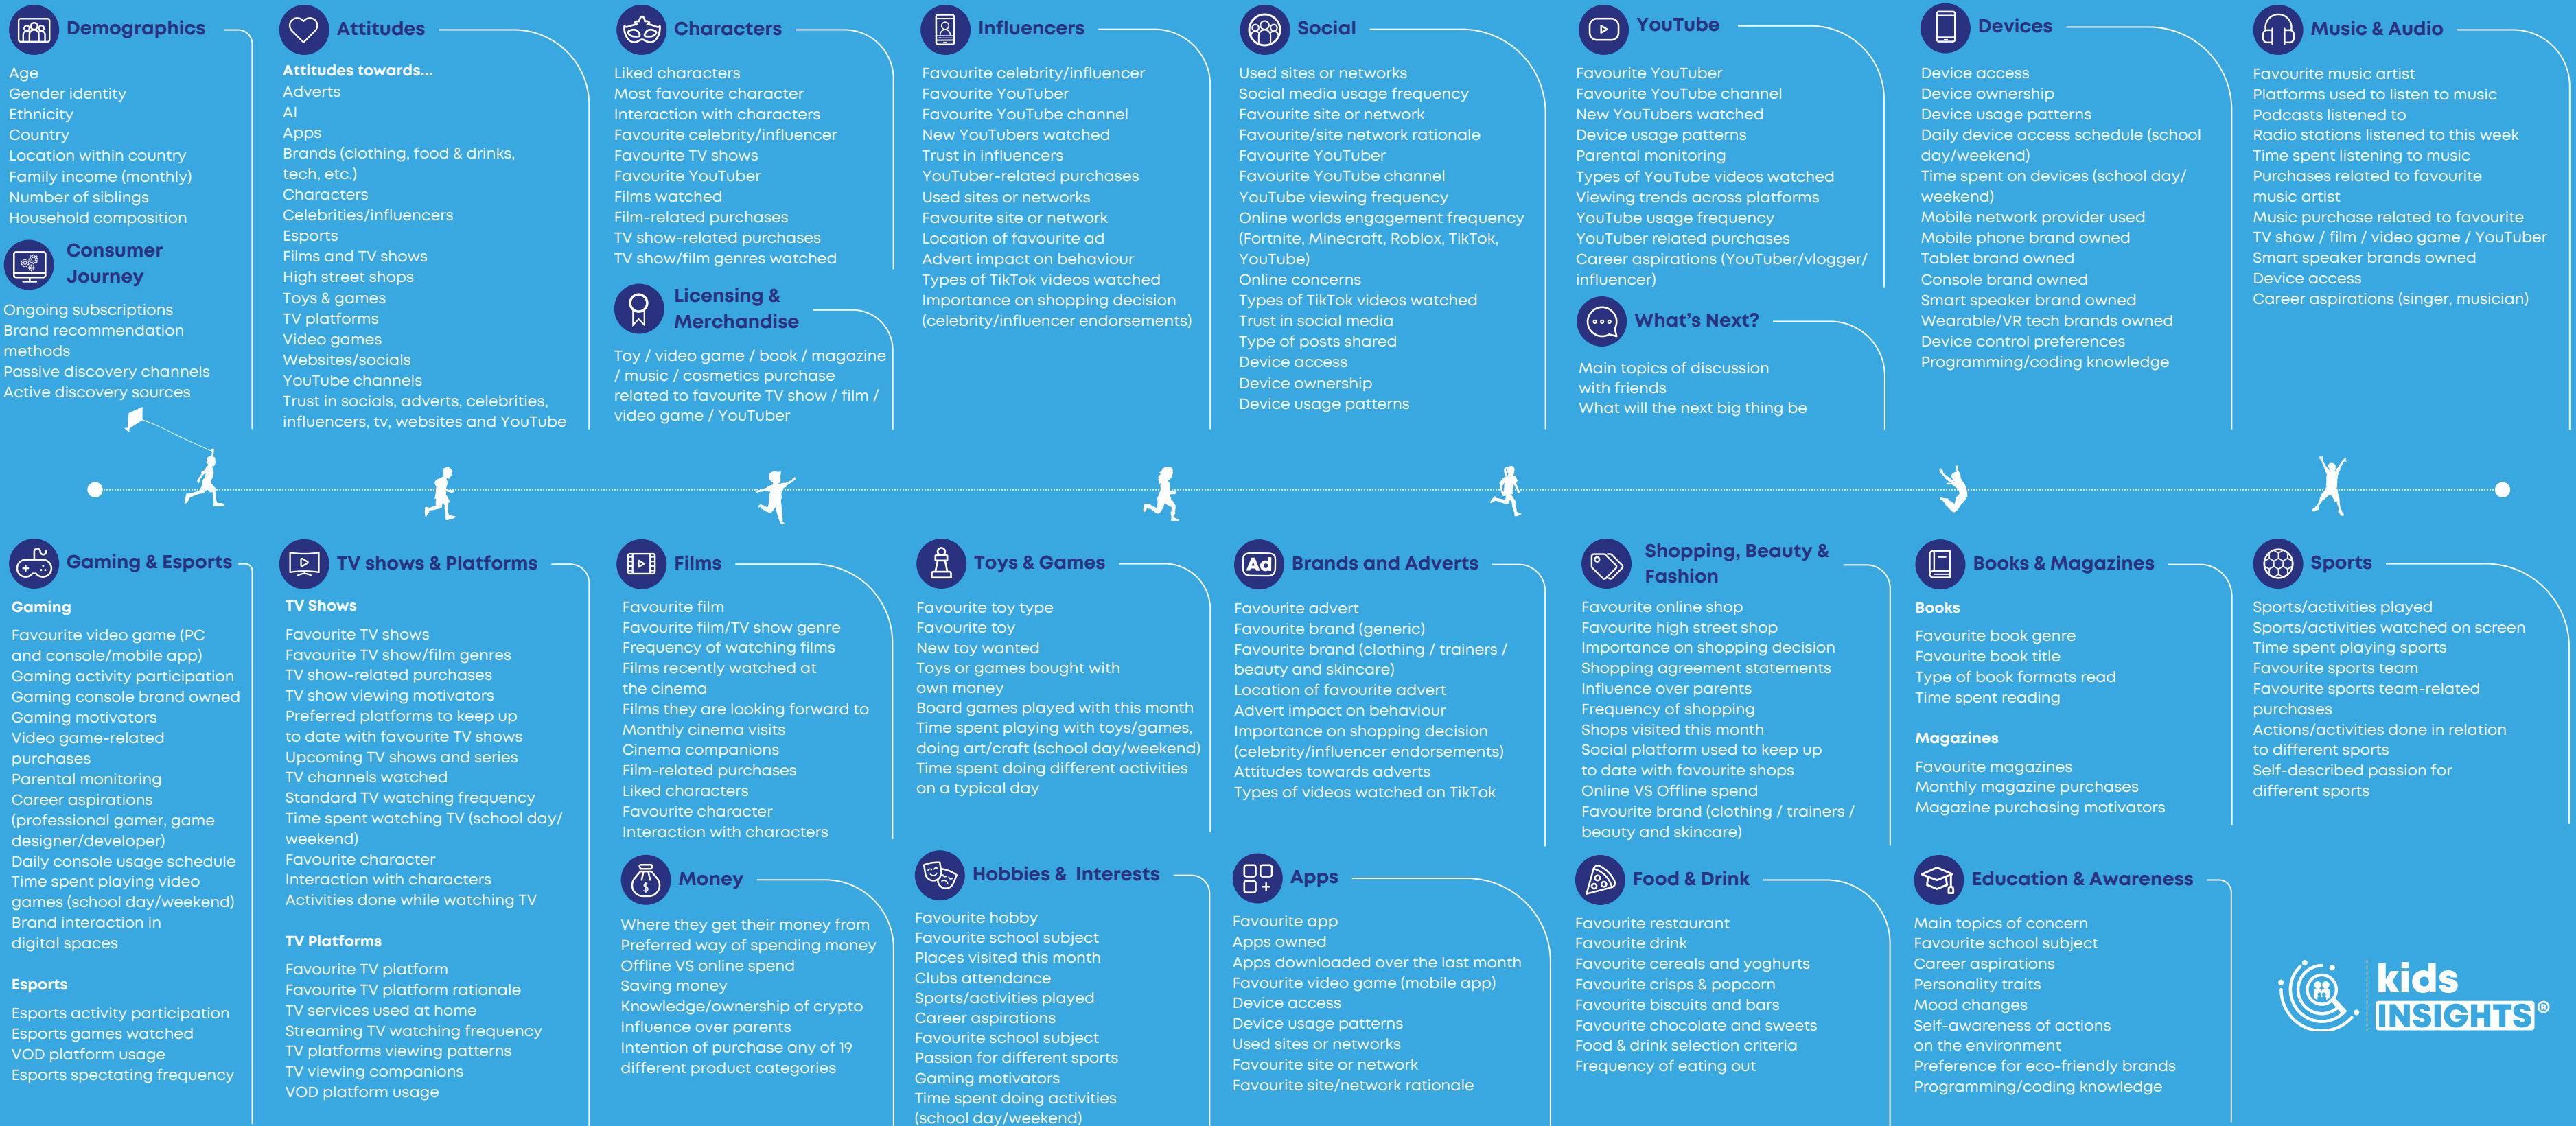 Demographics
Age
Gender identity
Ethnicity
Country
Location within country
Family income (monthly)
Number of siblings
Household composition
Consumer
Journey
Ongoing subscriptions
Brand recommendation
methods
Passive discovery channels
Active discovery sources
Attitudes
Attitudes towards...
Adverts
AI
Apps
Brands (clothing, food & drinks,
tech, etc.)
Characters
Celebrities/influencers
Esports
Films and TV shows
High street shops
Toys & games
TV platforms
Video games
Websites/socials
YouTube channels
Trust in socials, adverts, celebrities,
influencers, tv, websites and YouTube
Characters
Liked characters
Most favourite character
Interaction with characters
Favourite celebrity/influencer
Favourite TV shows
Favourite YouTuber
Films watched
Film-related purchases
TV show-related purchases
TV show/film genres watched
Licensing &
Merchandise
Toy / video game / book / magazine
/ music / cosmetics purchase
related to favourite TV show / film /
video game / YouTuber
Influencers
Favourite celebrity/influencer
Favourite YouTuber
Favourite YouTube channel
New YouTubers watched
Trust in influencers
YouTuber-related purchases
Used sites or networks
Favourite site or network
Location of favourite ad
Advert impact on behaviour
Types of TikTok videos watched
Importance on shopping decision
(celebrity/influencer endorsements)
Social
Used sites or networks
Social media usage frequency
Favourite site or network
Favourite/site network rationale
Favourite YouTuber
Favourite YouTube channel
YouTube viewing frequency
Online worlds engagement frequency
(Fortnite, Minecraft, Roblox, TikTok,
YouTube)
Online concerns
Types of TikTok videos watched
Trust in social media
Type of posts shared
Device access
Device ownership
Device usage patterns
YouTube
Favourite YouTuber
Favourite YouTube channel
New YouTubers watched
Device usage patterns
Parental monitoring
Types of YouTube videos watched
Viewing trends across platforms
YouTube usage frequency
YouTuber related purchases
Career aspirations (YouTuber/vlogger/
influencer)
What's Next?
Main topics of discussion
with friends
What will the next big thing be
Devices
Device access
Device ownership
Device usage patterns
Daily device access schedule (school
day/weekend)
Time spent on devices (school day/
weekend)
Mobile network provider used
Mobile phone brand owned
Tablet brand owned
Console brand owned
Smart speaker brand owned
Wearable/VR tech brands owned
Device control preferences
Programming/coding knowledge
Music & Audio
Favourite music artist
Platforms used to listen to music
Podcasts listened to
Radio stations listened to this week
Time spent listening to music
Purchases related to favourite
music artist
Music purchase related to favourite
TV show / film / video game / YouTuber
Smart speaker brands owned
Device access
Career aspirations (singer, musician)
Gaming & Esports
Gaming
Favourite video game (PC
and console/mobile app)
Gaming activity participation
Gaming console brand owned
Gaming motivators
Video game-related
purchases
Parental monitoring
Career aspirations
(professional gamer, game
designer/developer)
Daily console usage schedule
Time spent playing video
games (school day/weekend)
Brand interaction in
digital spaces
Esports
Esports activity participation
Esports games watched
VOD platform usage
Esports spectating frequency
TV shows & Platforms
TV Shows
Favourite TV shows
Favourite TV show/film genres
TV show-related purchases
TV show viewing motivators
Preferred platforms to keep up
to date with favourite TV shows
Upcoming TV shows and series
TV channels watched
Standard TV watching frequency
Time spent watching TV (school day/
weekend)
Favourite character
Interaction with characters
Activities done while watching TV
TV Platforms
Favourite TV platform
Favourite TV platform rationale
TV services used at home
Streaming TV watching frequency
TV platforms viewing patterns
TV viewing companions
VOD platform usage
Films
Favourite film
Favourite film/TV show genre
Frequency of watching films
Films recently watched at
the cinema
Films they are looking forward to
Monthly cinema visits
Cinema companions
Film-related purchases
Liked characters
Favourite character
Interaction with characters
Money
$
Where they get their money from
Preferred way of spending money
Offline VS online spend
Saving money
Knowledge/ownership of crypto
Influence over parents
Intention of purchase any of 19
different product categories
Toys & Games
Favourite toy type
Favourite toy
New toy wanted
Toys or games bought with
own money
Board games played with this month
Time spent playing with toys/games,
doing art/craft (school day/weekend)
Time spent doing different activities
on a typical day
Hobbies & Interests
Favourite hobby
Favourite school subject
Places visited this month
Clubs attendance
Sports/activities played
Career aspirations
Favourite school subject
Passion for different sports
Gaming motivators
Time spent doing activities
(school day/weekend)
Ad
Brands and Adverts
Favourite advert
Favourite brand (generic)
Favourite brand (clothing / trainers /
beauty and skincare)
Location of favourite advert
Advert impact on behaviour
Importance on shopping decision
(celebrity/influencer endorsements)
Attitudes towards adverts
Types of videos watched on TikTok
Apps
Favourite app
Apps owned
Apps downloaded over the last month
Favourite video game (mobile app)
Device access
Device usage patterns
Used sites or networks
Favourite site or network
Favourite site/network rationale
Shopping, Beauty &
Fashion
Favourite online shop
Favourite high street shop
Importance on shopping decision
Shopping agreement statements
Influence over parents
Frequency of shopping
Shops visited this month
Social platform used to keep up
to date with favourite shops
Online VS Offline spend
Favourite brand (clothing / trainers /
beauty and skincare)
Food & Drink
Favourite restaurant
Favourite drink
Favourite cereals and yoghurts
Favourite crisps & popcorn
Favourite biscuits and bars
Favourite chocolate and sweets
Food & drink selection criteria
Frequency of eating out
Books & Magazines
Books
Favourite book genre
Favourite book title
Type of book formats read
Time spent reading
Magazines
Favourite magazines
Monthly magazine purchases
Magazine purchasing motivators
Education & Awareness
Main topics of concern
Favourite school subject
Career aspirations
Personality traits
Mood changes
Self-awareness of actions
on the environment
Preference for eco-friendly brands
Programming/coding knowledge
Sports
Sports/activities played
Sports/activities watched on screen
Time spent playing sports
Favourite sports team
Favourite sports team-related
purchases
Actions/activities done in relation
to different sports
Self-described passion for
different sports
kids
INSIGHTS®